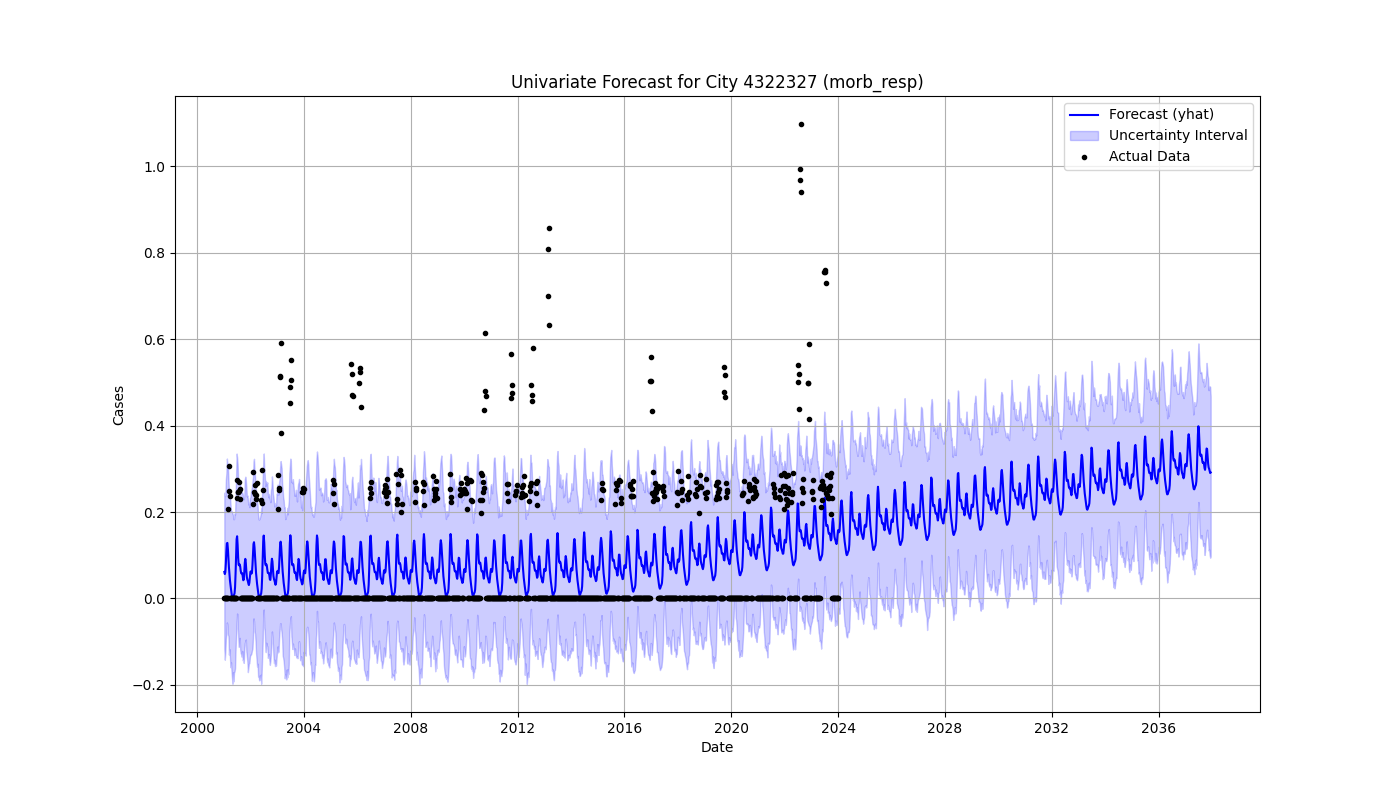 Univariate Forecast for City 4322327 (morb_resp)
Forecast (yhat)
Uncertainty Interval
Actual Data
Cases
1.0
0.8
0.6
0.4
0.2
0.0
−0.2
2000 2004 2008 2012 2016 2020 2024 2028 2032 2036
Date